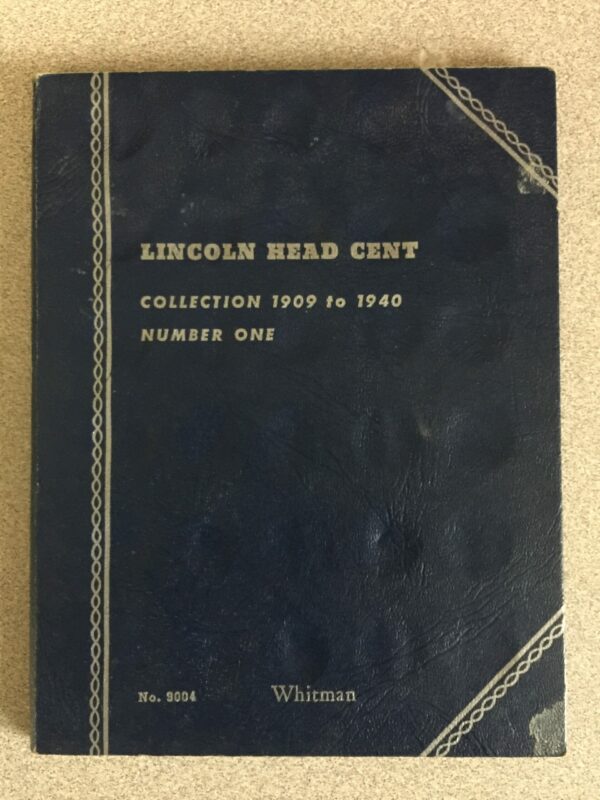 LINCOLN HEAD CENT
COLLECTION 1909 to 1940
NUMBER ONE
No. 9004 Whitman